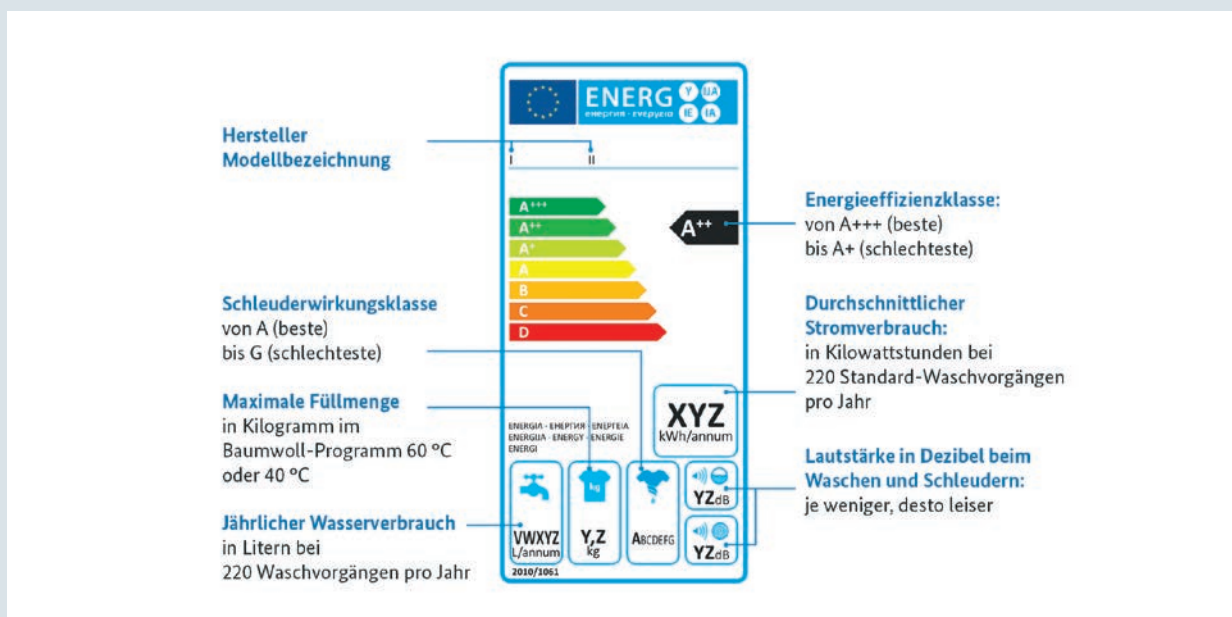 ENERG Y UA
енергия · ενεργεια IE IA
Hersteller
Modellbezeichnung
I II
A+++
A++
A+
A
B
C
D
A++
Energieeffizienzklasse:
von A+++ (beste)
bis A+ (schlechteste)
Schleuderwirkungsklasse
von A (beste)
bis G (schlechteste)
Durchschnittlicher
Stromverbrauch:
in Kilowattstunden bei
220 Standard-Waschvorgängen
pro Jahr
Maximale Füllmenge
in Kilogramm im
Baumwoll-Programm 60 °C
oder 40 °C
XYZ
kWh/annum
ENERGIA · ЕНЕРГИЯ · ΕΝΕΡΓΕΙΑ
ENERGIJA · ENERGY · ENERGIE
ENERGI
Lautstärke in Dezibel beim
Waschen und Schleudern:
je weniger, desto leiser
Jährlicher Wasserverbrauch
in Litern bei
220 Waschvorgängen pro Jahr
VWXYZ
L/annum
kg
Y,Z
kg
ABCDEFG
YZdB
YZdB
2010/1061